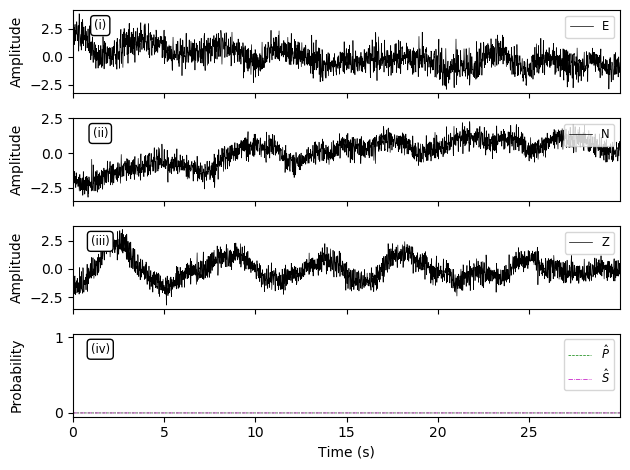 Amplitude
2.5
0.0
−2.5
(i)
E
Amplitude
2.5
0.0
−2.5
(ii)
N
Amplitude
2.5
0.0
−2.5
(iii)
Z
Probability
1
0
(iv)
P̂
Ŝ
0 5 10 15 20 25
Time (s)